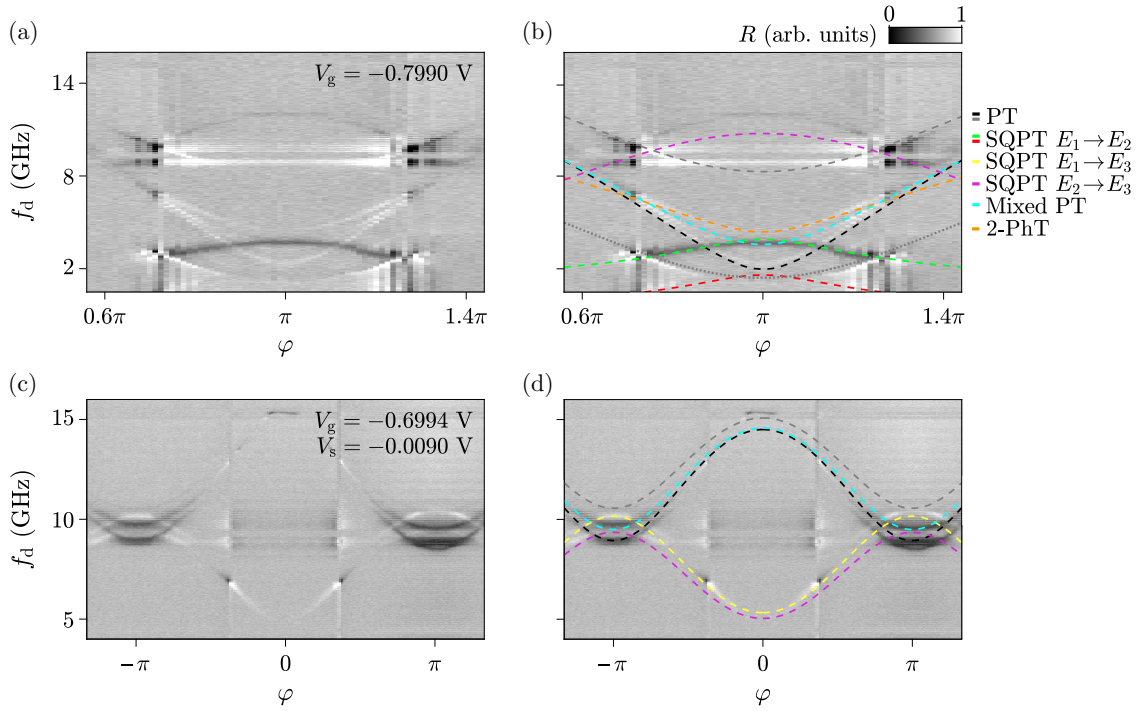 (a)
(b)
0 1
R (arb. units)
V_g = −0.7990 V
14
8
2
f_d (GHz)
0.6π π 1.4π
φ
0.6π π 1.4π
φ
PT
SQPT E_1→E_2
SQPT E_1→E_3
SQPT E_2→E_3
Mixed PT
2-PhT
(c)
(d)
V_g = −0.6994 V
V_s = −0.0090 V
15
10
5
f_d (GHz)
−π 0 π
φ
−π 0 π
φ